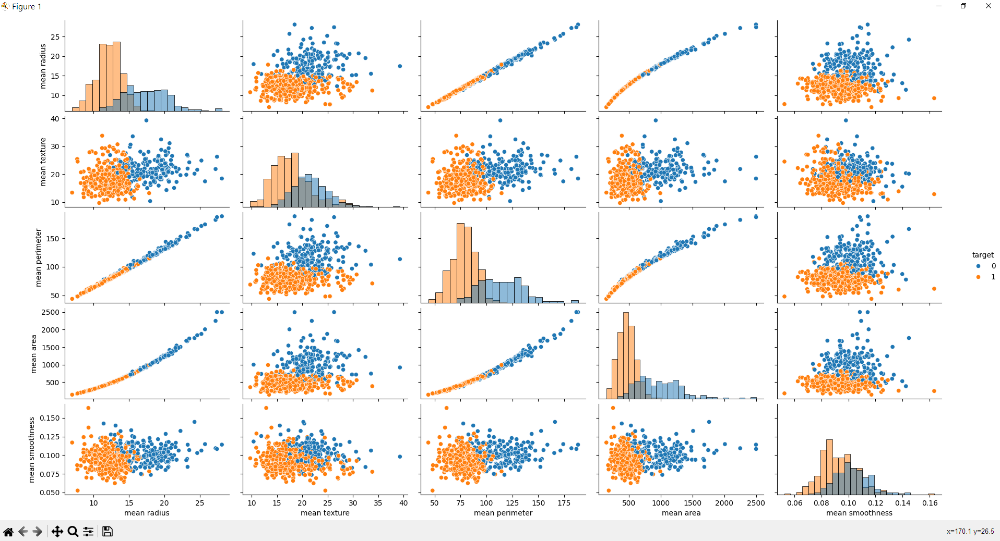 Figure 1
25
20
15
10
mean radius
40
30
20
10
mean texture
150
100
50
mean perimeter
target
0
1
2500
2000
1500
1000
500
mean area
0.150
0.125
0.100
0.075
0.050
mean smoothness
10 15 20 25
10 15 20 25 30 35 40
50 75 100 125 150 175
500 1000 1500 2000 2500
0.06 0.08 0.10 0.12 0.14 0.16
mean radius
mean texture
mean perimeter
mean area
mean smoothness
x=170.1 y=26.5